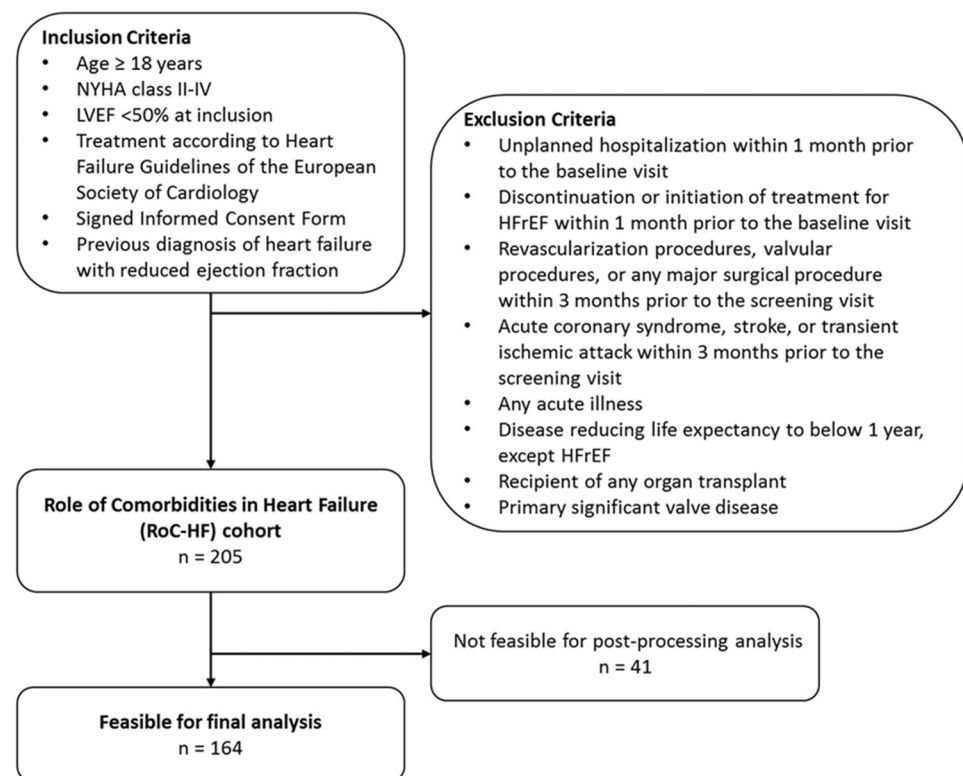 Inclusion Criteria
• Age ≥ 18 years
• NYHA class II-IV
• LVEF <50% at inclusion
• Treatment according to Heart
Failure Guidelines of the European
Society of Cardiology
• Signed Informed Consent Form
• Previous diagnosis of heart failure
with reduced ejection fraction
Exclusion Criteria
• Unplanned hospitalization within 1 month prior
to the baseline visit
• Discontinuation or initiation of treatment for
HFrEF within 1 month prior to the baseline visit
• Revascularization procedures, valvular
procedures, or any major surgical procedure
within 3 months prior to the screening visit
• Acute coronary syndrome, stroke, or transient
ischemic attack within 3 months prior to the
screening visit
• Any acute illness
• Disease reducing life expectancy to below 1 year,
except HFrEF
• Recipient of any organ transplant
• Primary significant valve disease
Role of Comorbidities in Heart Failure
(RoC-HF) cohort
n = 205
Not feasible for post-processing analysis
n = 41
Feasible for final analysis
n = 164